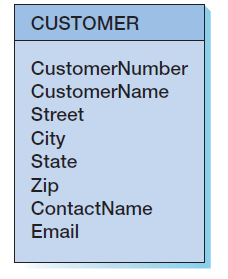 CUSTOMER
CustomerNumber
CustomerName
Street
City
State
Zip
ContactName
Email